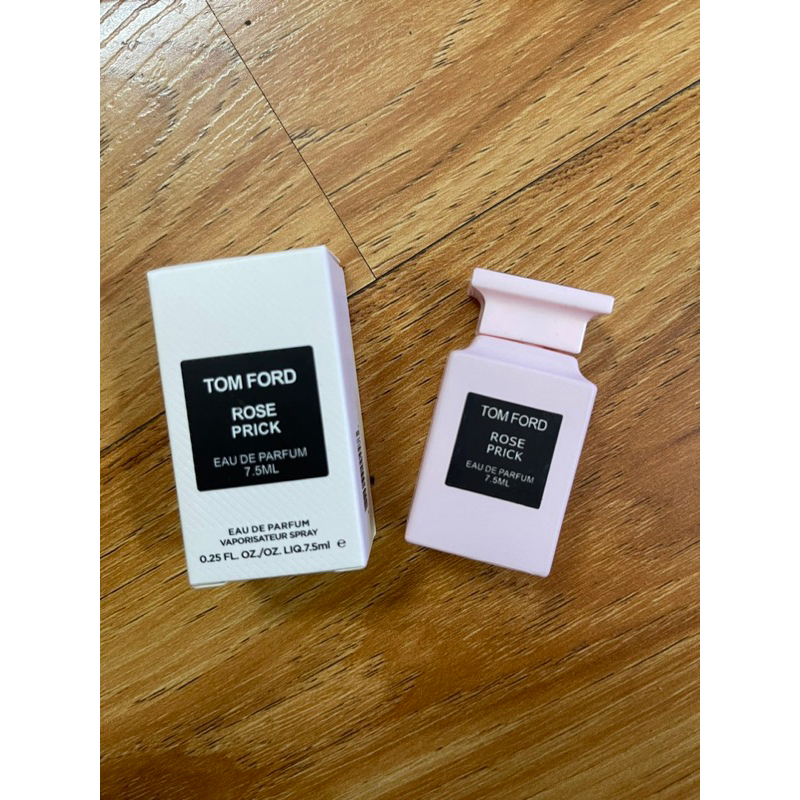 TOM FORD
ROSE
PRICK
EAU DE PARFUM
7.5ML
EAU DE PARFUM
VAPORISATEUR SPRAY
0.25 FL. OZ./OZ. LIQ.7.5ml e
TOM FORD
ROSE
PRICK
EAU DE PARFUM
7.5ML